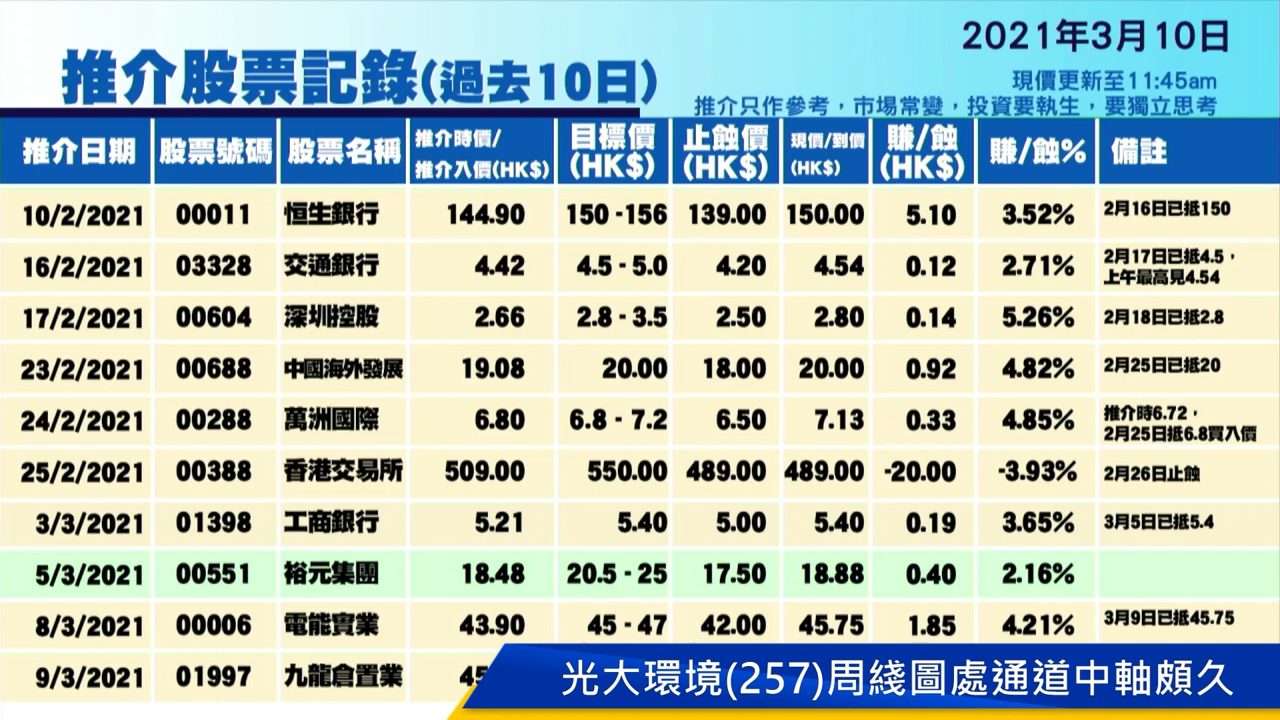 2021年3月10日
推介股票記錄(過去10日)
現價更新至11:45am
推介只作參考，市場常變，投資要執生，要獨立思考
推介日期 股票號碼 股票名稱 推介時價/推介入價(HK$) 目標價(HK$) 止蝕價(HK$) 現價/到價(HK$) 賺/蝕(HK$) 賺/蝕% 備註
10/2/2021 00011 恒生銀行 144.90 150 -156 139.00 150.00 5.10 3.52% 2月16日已抵150
16/2/2021 03328 交通銀行 4.42 4.5 - 5.0 4.20 4.54 0.12 2.71% 2月17日已抵4.5，上午最高見4.54
17/2/2021 00604 深圳控股 2.66 2.8 - 3.5 2.50 2.80 0.14 5.26% 2月18日已抵2.8
23/2/2021 00688 中國海外發展 19.08 20.00 18.00 20.00 0.92 4.82% 2月25日已抵20
24/2/2021 00288 萬洲國際 6.80 6.8 - 7.2 6.50 7.13 0.33 4.85% 推介時6.72，2月25日抵6.8買入價
25/2/2021 00388 香港交易所 509.00 550.00 489.00 489.00 -20.00 -3.93% 2月26日止蝕
3/3/2021 01398 工商銀行 5.21 5.40 5.00 5.40 0.19 3.65% 3月5日已抵5.4
5/3/2021 00551 裕元集團 18.48 20.5 - 25 17.50 18.88 0.40 2.16%
8/3/2021 00006 電能實業 43.90 45 - 47 42.00 45.75 1.85 4.21% 3月9日已抵45.75
9/3/2021 01997 九龍倉置業
光大環境(257)周綫圖處通道中軸頗久